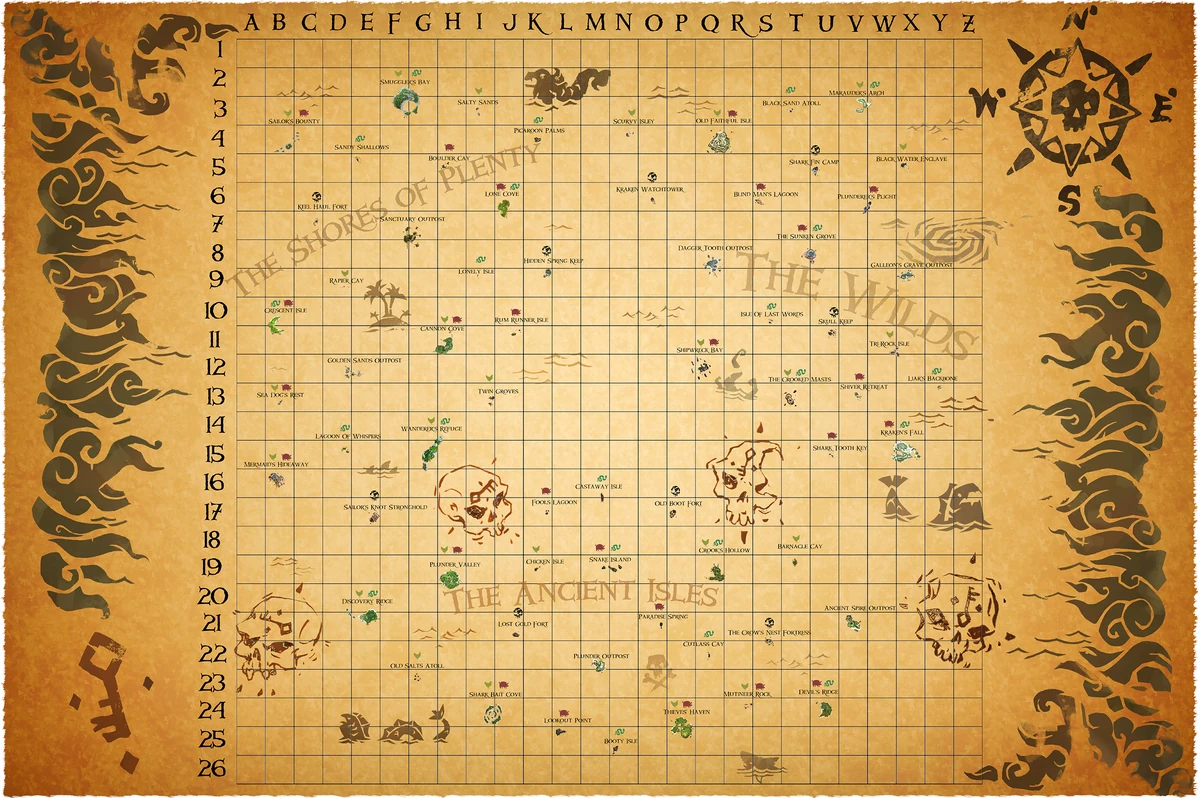 A B C D E F G H I J K L M N O P Q R S T U V W X Y Z
N
1
2
SMUGGLER'S BAY
MARAUDER'S ARCH
SALTY SANDS
BLACK SAND ATOLL
W
E
3
SAILOR'S BOUNTY
SCURVY ISLEY
OLD FAITHFUL ISLE
PICAROON PALMS
4
SANDY SHALLOWS
BOULDER CAY
SHARK FIN CAMP
BLACK WATER ENCLAVE
5
THE SHORES OF PLENTY
6
LONE COVE
KRAKEN WATCHTOWER
BLIND MAN'S LAGOON
PLUNDERER'S PLIGHT
S
KEEL HAUL FORT
7
SANCTUARY OUTPOST
THE SUNKEN GROVE
8
DAGGER TOOTH OUTPOST
HIDDEN SPRING KEEP
GALLEON'S GRAVE OUTPOST
THE WILDS
9
LONELY ISLE
RAPIER CAY
10
CRESCENT ISLE
ISLE OF LAST WORDS
RUM RUNNER ISLE
SKULL KEEP
11
CANNON COVE
TRI-ROCK ISLE
SHIPWRECK BAY
12
GOLDEN SANDS OUTPOST
THE CROOKED MASTS
LIAR'S BACKBONE
13
SHIVER RETREAT
SEA DOG'S REST
TWIN GROVES
14
WANDERER'S REFUGE
KRAKEN'S FALL
LAGOON OF WHISPERS
15
SHARK TOOTH KEY
MERMAID'S HIDEAWAY
16
CASTAWAY ISLE
FOOLS LAGOON
OLD BOOT FORT
17
SAILOR'S KNOT STRONGHOLD
18
CROOK'S HOLLOW
BARNACLE CAY
19
PLUNDER VALLEY
CHICKEN ISLE
SNAKE ISLAND
20
THE ANCIENT ISLES
DISCOVERY RIDGE
ANCIENT SPIRE OUTPOST
21
LOST GOLD FORT
PARADISE SPRING
THE CROW'S NEST FORTRESS
CUTLASS CAY
22
PLUNDER OUTPOST
OLD SALTS ATOLL
23
SHARK BAIT COVE
MUTINEER ROCK
DEVIL'S RIDGE
24
LOOKOUT POINT
THIEVES' HAVEN
25
BOOTY ISLE
26